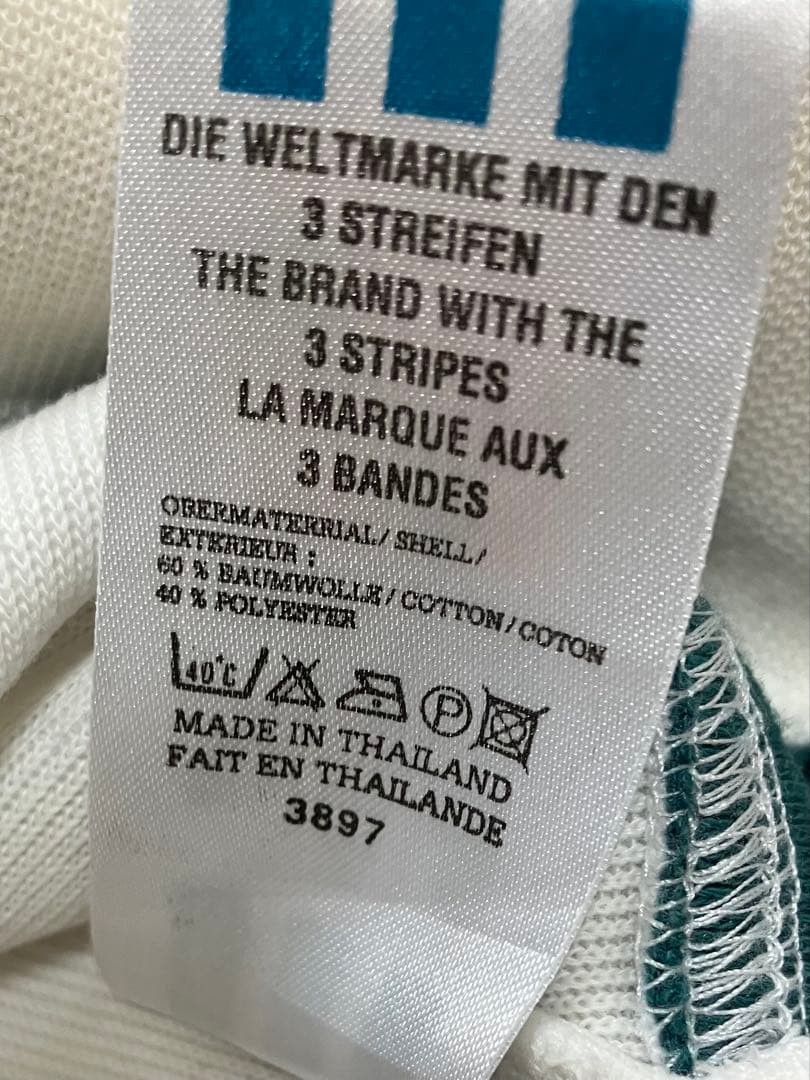 DIE WELTMARKE MIT DEN
3 STREIFEN
THE BRAND WITH THE
3 STRIPES
LA MARQUE AUX
3 BANDES
OBERMATERRIAL/SHELL/
EXTERIEUR :
60 % BAUMWOLLE/COTTON/COTON
40 % POLYESTER
40°C P
MADE IN THAILAND
FAIT EN THAILANDE
3897